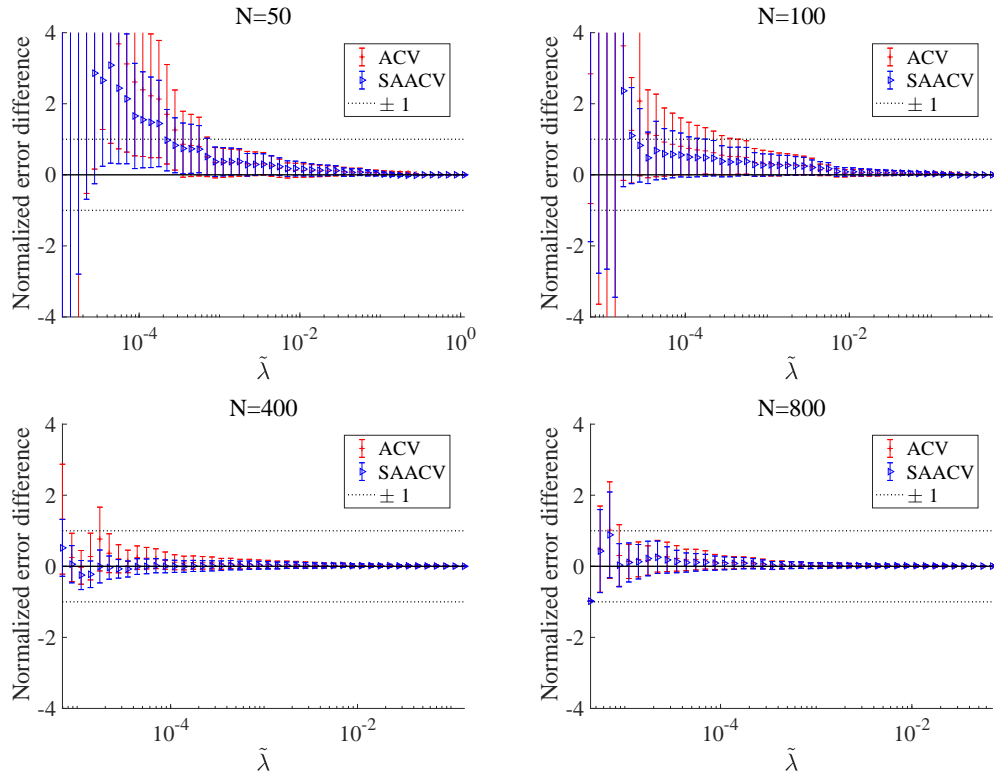 N=50
Normalized error difference
4
2
0
-2
-4
ACV
SAACV
± 1
10^-4
10^-2
10^0
λ̃
N=100
Normalized error difference
4
2
0
-2
-4
ACV
SAACV
± 1
10^-4
10^-2
λ̃
N=400
Normalized error difference
4
2
0
-2
-4
ACV
SAACV
± 1
10^-4
10^-2
λ̃
N=800
Normalized error difference
4
2
0
-2
-4
ACV
SAACV
± 1
10^-4
10^-2
λ̃